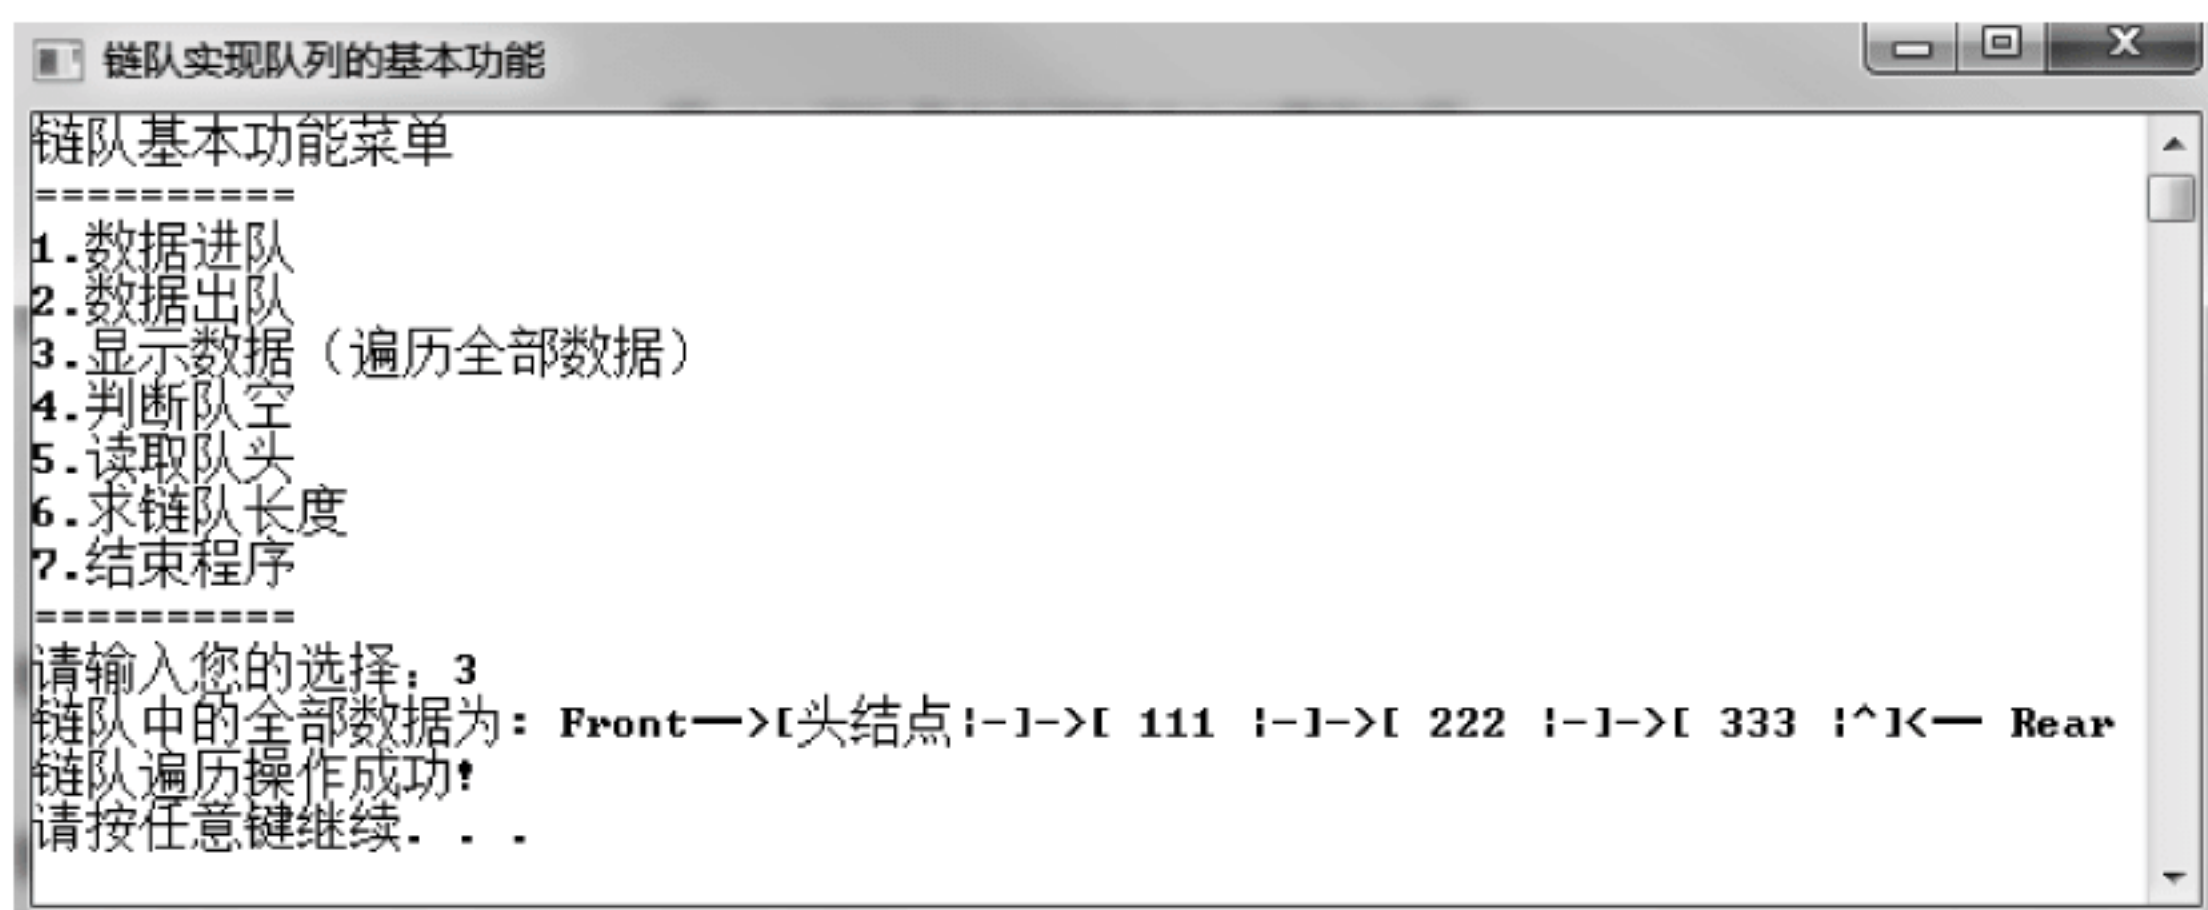 链队实现队列的基本功能
链队基本功能菜单
==========
1.数据进队
2.数据出队
3.显示数据（遍历全部数据）
4.判断队空
5.读取队头
6.求链队长度
7.结束程序
==========
请输入您的选择：3
链队中的全部数据为：Front——>[头结点|-]->[ 111 |-]->[ 222 |-]->[ 333 |^]<—— Rear
链队遍历操作成功!
请按任意键继续. . .